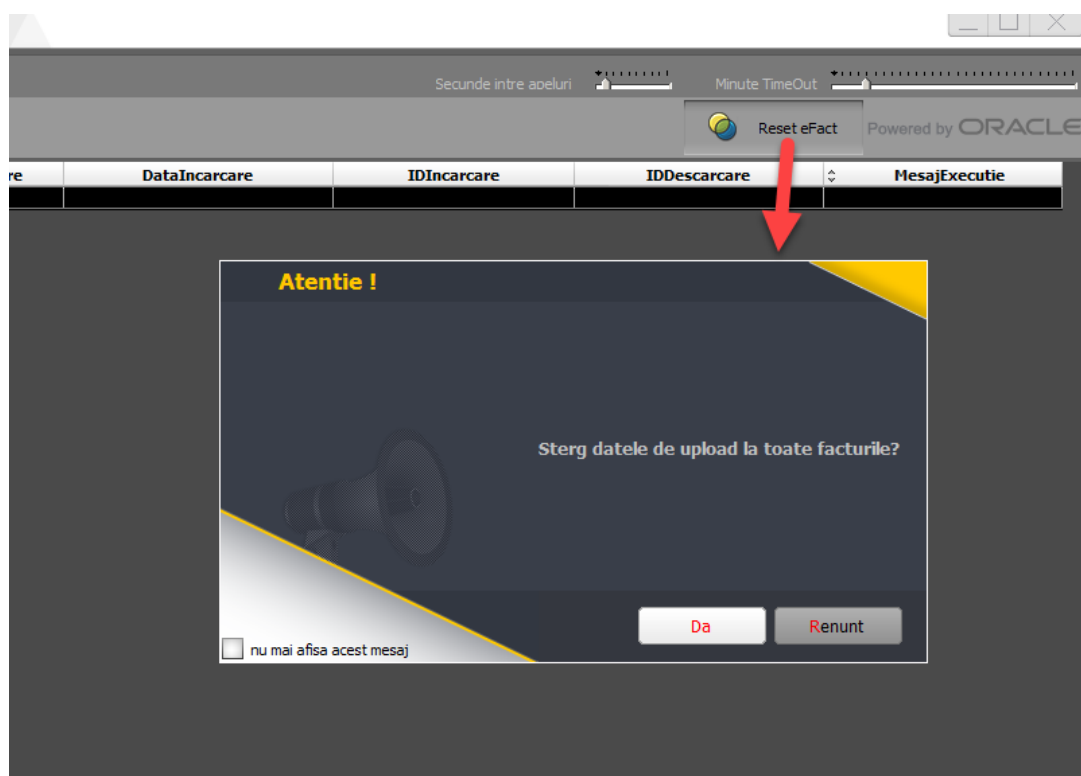 Secunde intre apeluri
Minute TimeOut
Reset eFact
Powered by ORACLE
re
DataIncarcare
IDIncarcare
IDDescarcare
MesajExecutie
Atentie !
Sterg datele de upload la toate facturile?
Da
Renunt
nu mai afisa acest mesaj